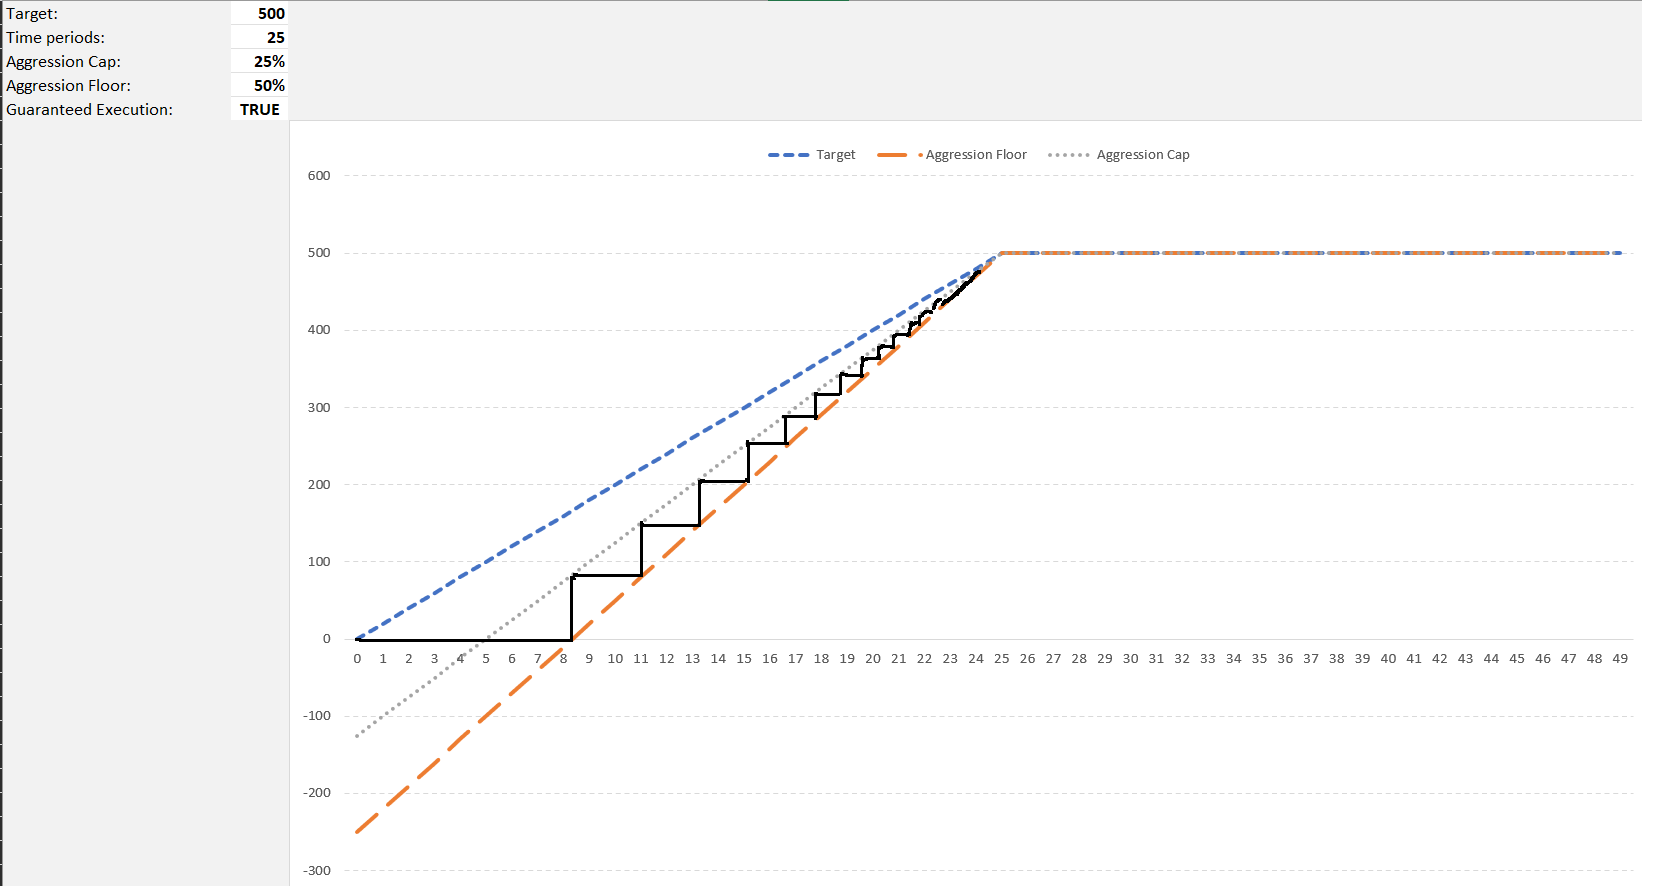 Target: 500
Time periods: 25
Aggression Cap: 25%
Aggression Floor: 50%
Guaranteed Execution: TRUE
Target Aggression Floor Aggression Cap
600
500
400
300
200
100
0
0 1 2 3 4 5 6 7 8 9 10 11 12 13 14 15 16 17 18 19 20 21 22 23 24 25 26 27 28 29 30 31 32 33 34 35 36 37 38 39 40 41 42 43 44 45 46 47 48 49
-100
-200
-300